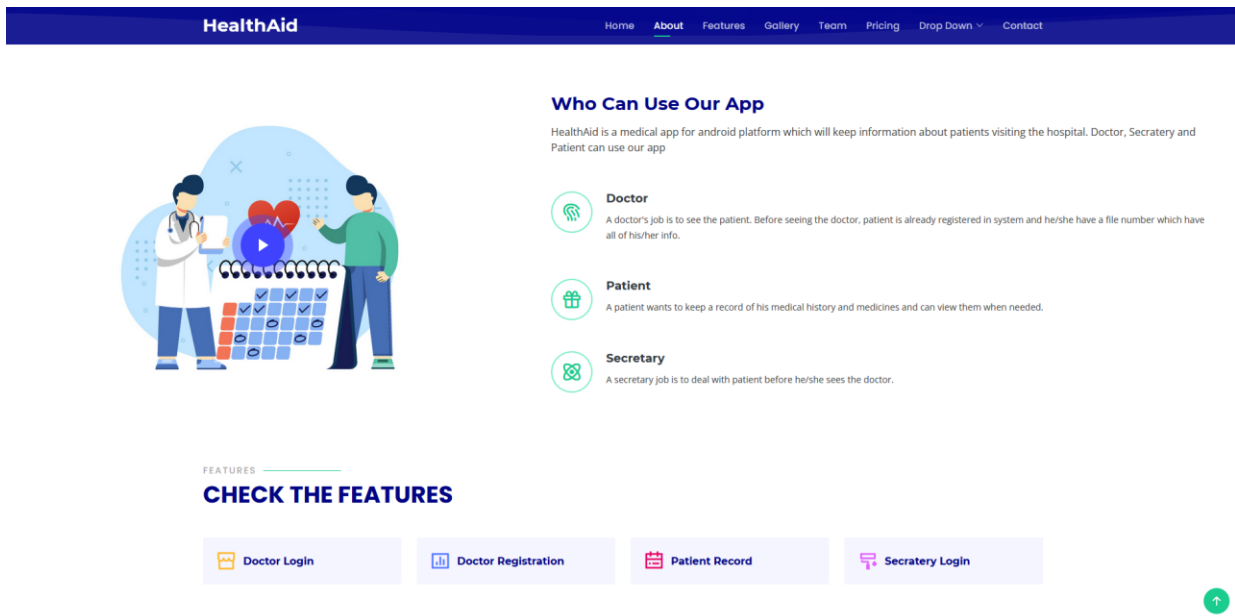 HealthAid
Home About Features Gallery Team Pricing Drop Down Contact
Who Can Use Our App
HealthAid is a medical app for android platform which will keep information about patients visiting the hospital. Doctor, Secratery and
Patient can use our app
Doctor
A doctor's job is to see the patient. Before seeing the doctor, patient is already registered in system and he/she have a file number which have
all of his/her info.
Patient
A patient wants to keep a record of his medical history and medicines and can view them when needed.
Secretary
A secretary job is to deal with patient before he/she sees the doctor.
FEATURES
CHECK THE FEATURES
Doctor Login
Doctor Registration
Patient Record
Secratery Login